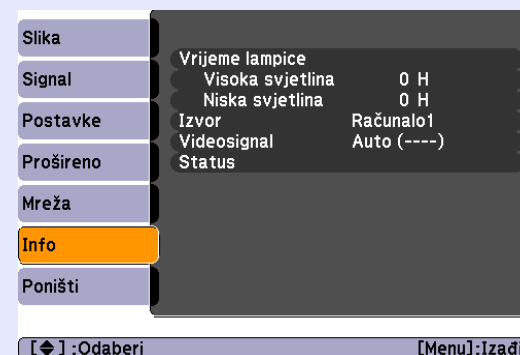 Slika
Signal
Postavke
Prošireno
Mreža
Info
Poništi
Vrijeme lampice
Visoka svjetlina 0 H
Niska svjetlina 0 H
Izvor Računalo1
Videosignal Auto (----)
Status
[ ] :Odaberi [Menu]:Izađi